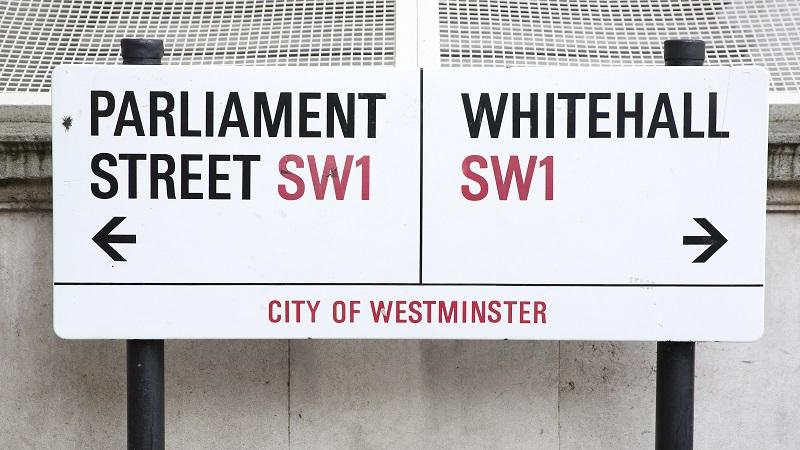 PARLIAMENT
STREET SW1
←
WHITEHALL
SW1
→
CITY OF WESTMINSTER